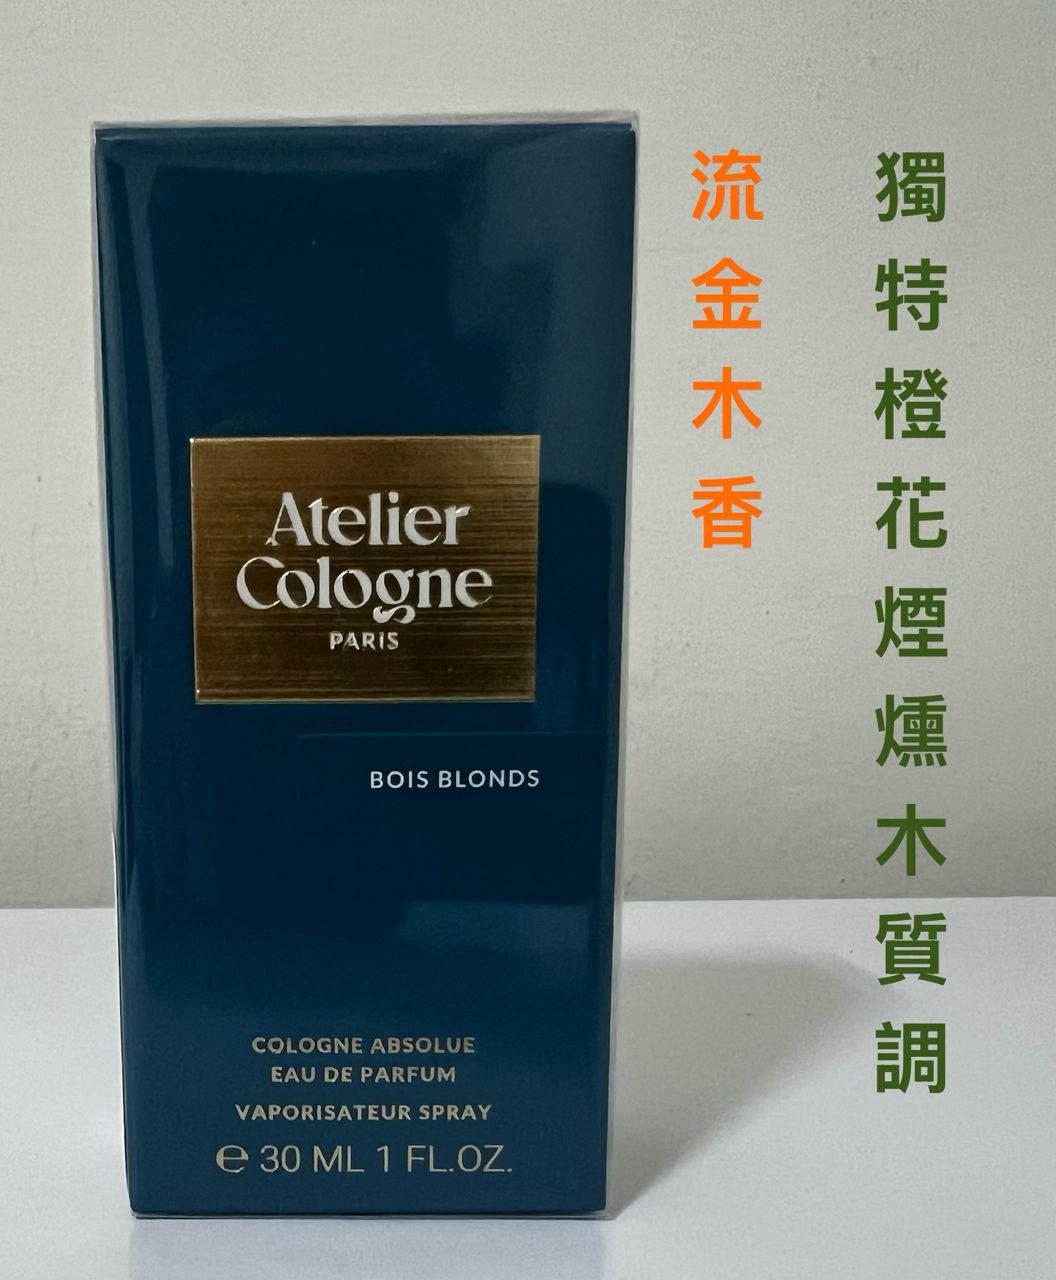 Atelier
Cologne
PARIS
BOIS BLONDS
COLOGNE ABSOLUE
EAU DE PARFUM
VAPORISATEUR SPRAY
℮ 30 ML 1 FL.OZ.
獨特橙花煙燻木質調
流金木香